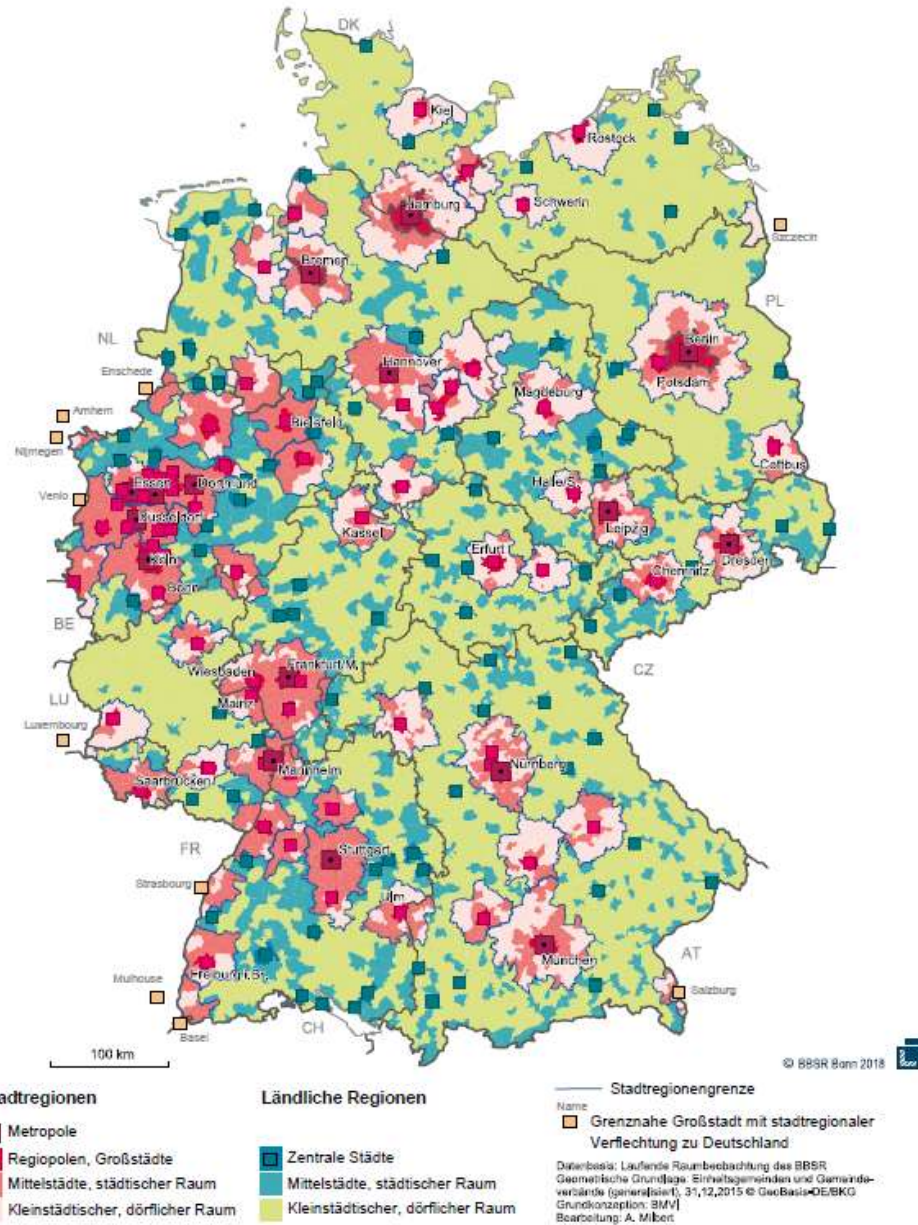 DK
Kiel
Rostock
Hamburg
Schwerin
Szczecin
Bremen
PL
NL
Berlin
Hannover
Enschede
Potsdam
Magdeburg
Arnhem
Bielefeld
Nijmegen
Cottbus
Essen
Dortmund
Halle/S.
Venlo
Düsseldorf
Leipzig
Kassel
Erfurt
Dresden
Köln
Chemnitz
Bonn
BE
CZ
Wiesbaden
Frankfurt/M.
LU
Mainz
Luxembourg
Nürnberg
Mannheim
Saarbrücken
FR
Stuttgart
Strasbourg
Ulm
München
AT
Freiburg i.Br.
Mulhouse
Salzburg
CH
Basel
100 km
© BBSR Bonn 2018
adtregionen
Metropole
Regiopolen, Großstädte
Mittelstädte, städtischer Raum
Kleinstädtischer, dörflicher Raum
Ländliche Regionen
Zentrale Städte
Mittelstädte, städtischer Raum
Kleinstädtischer, dörflicher Raum
Stadtregionengrenze
Name
Grenznahe Großstadt mit stadtregionaler
Verflechtung zu Deutschland
Datenbasis: Laufende Raumbeobachtung des BBSR
Geometrische Grundlage: Einheitsgemeinden und Gemeinde-
verbände (generalisiert), 31.12.2015 © GeoBasis-DE/BKG
Grundkonzeption: BMVI
Bearbeitung: A. Milbert